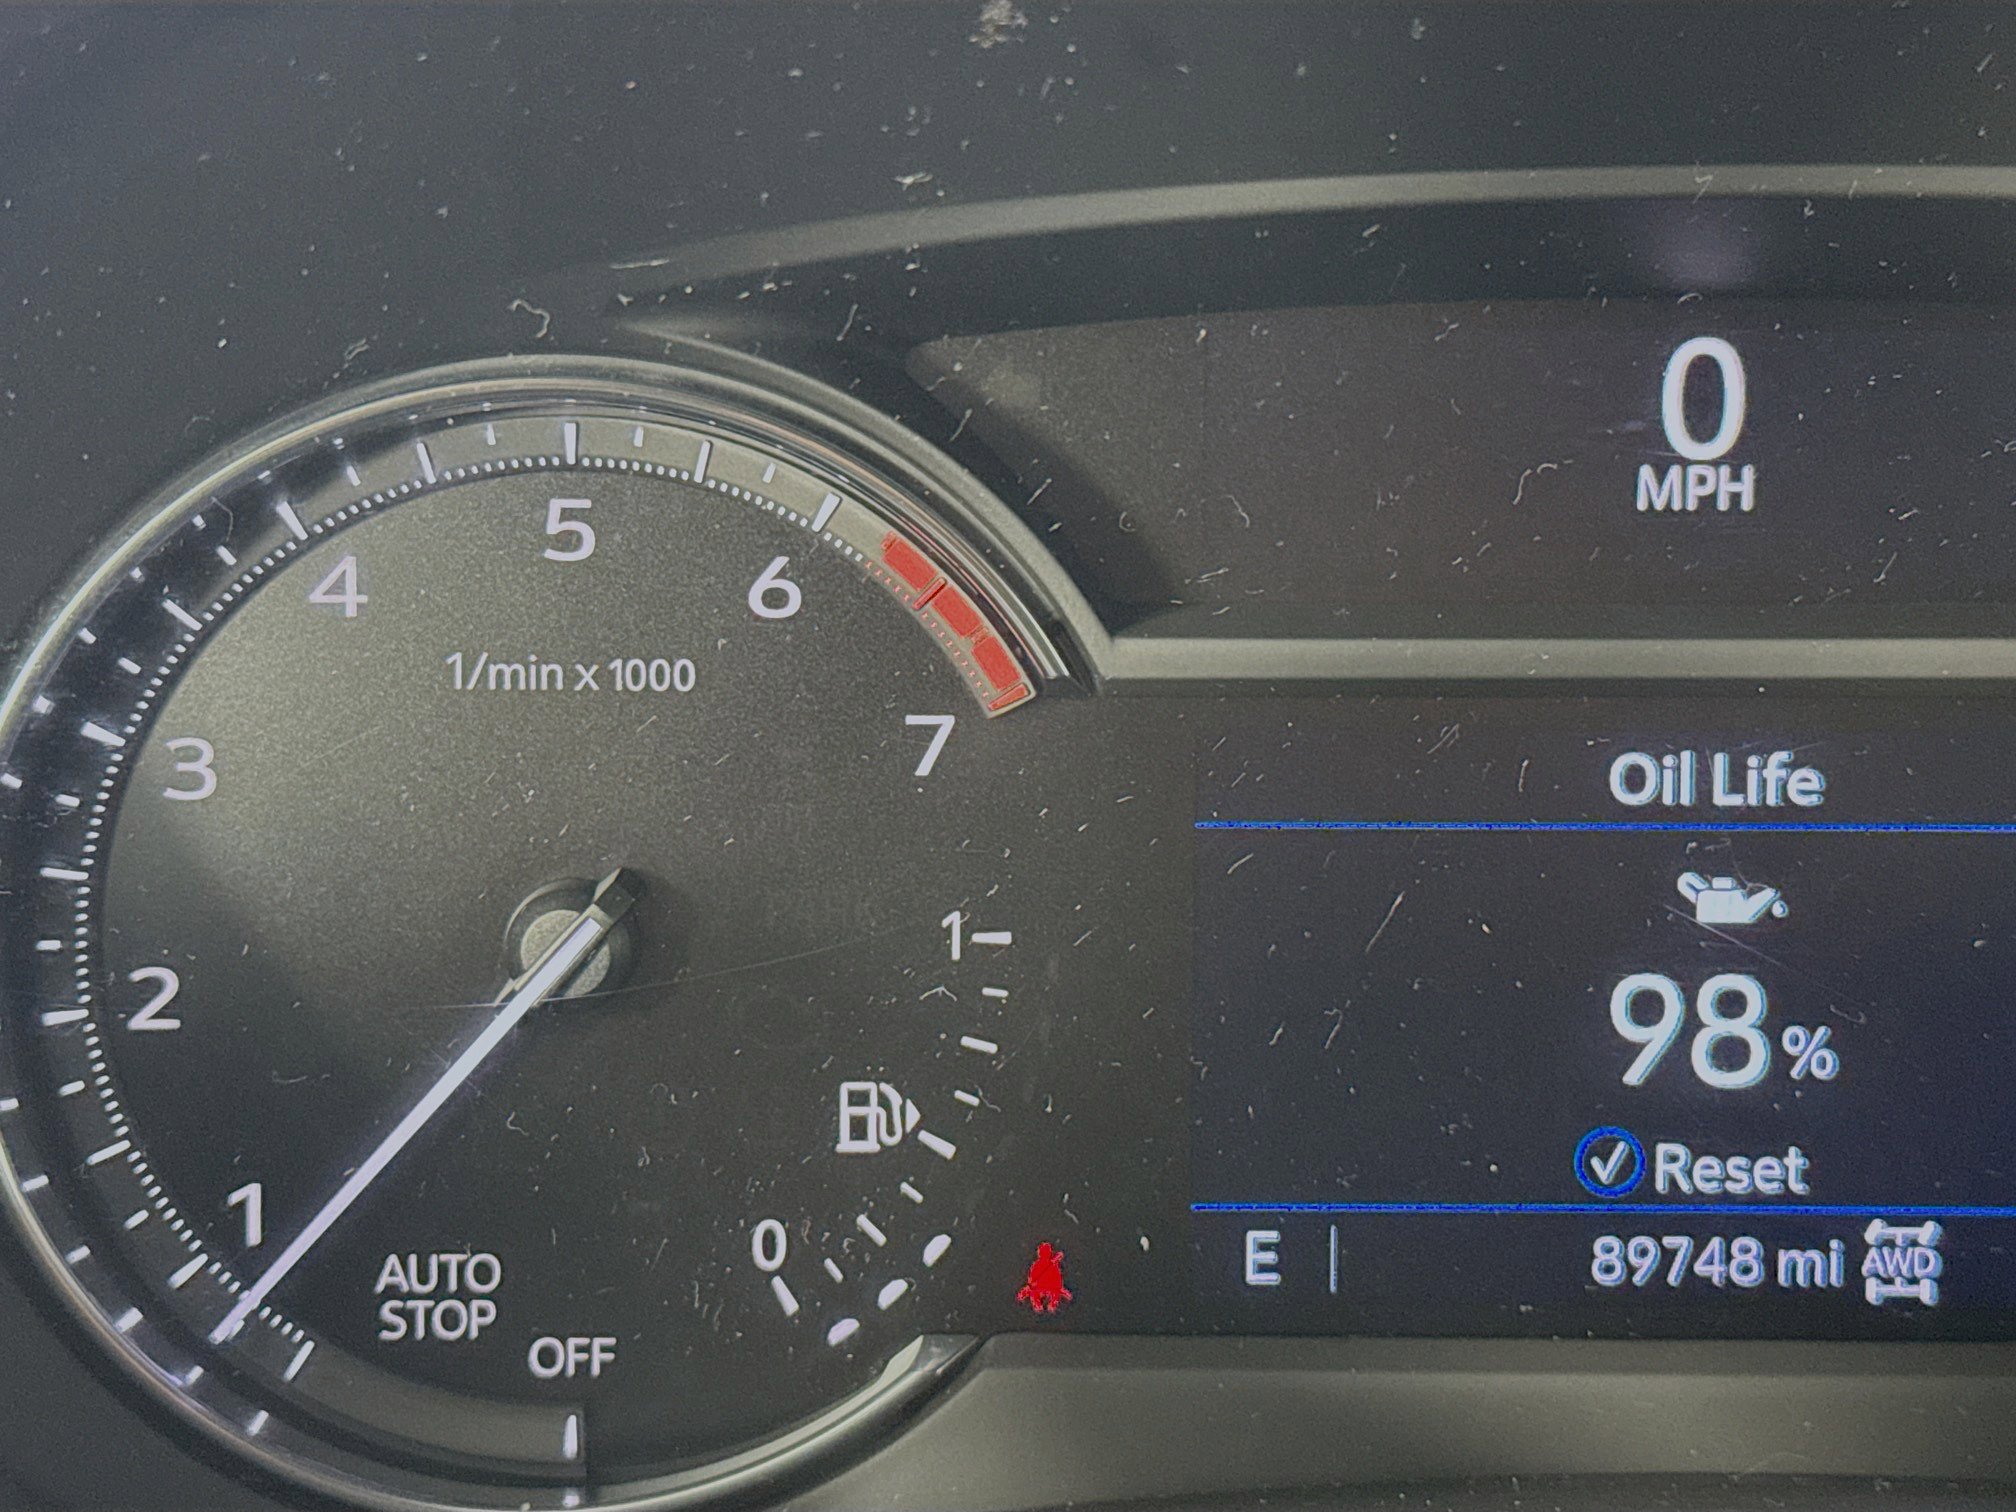 0
MPH
5
4
6
1/min x 1000
7
3
Oil Life
1
98%
2
Reset
1
0
AUTO
STOP
OFF
E
89748 mi AWD